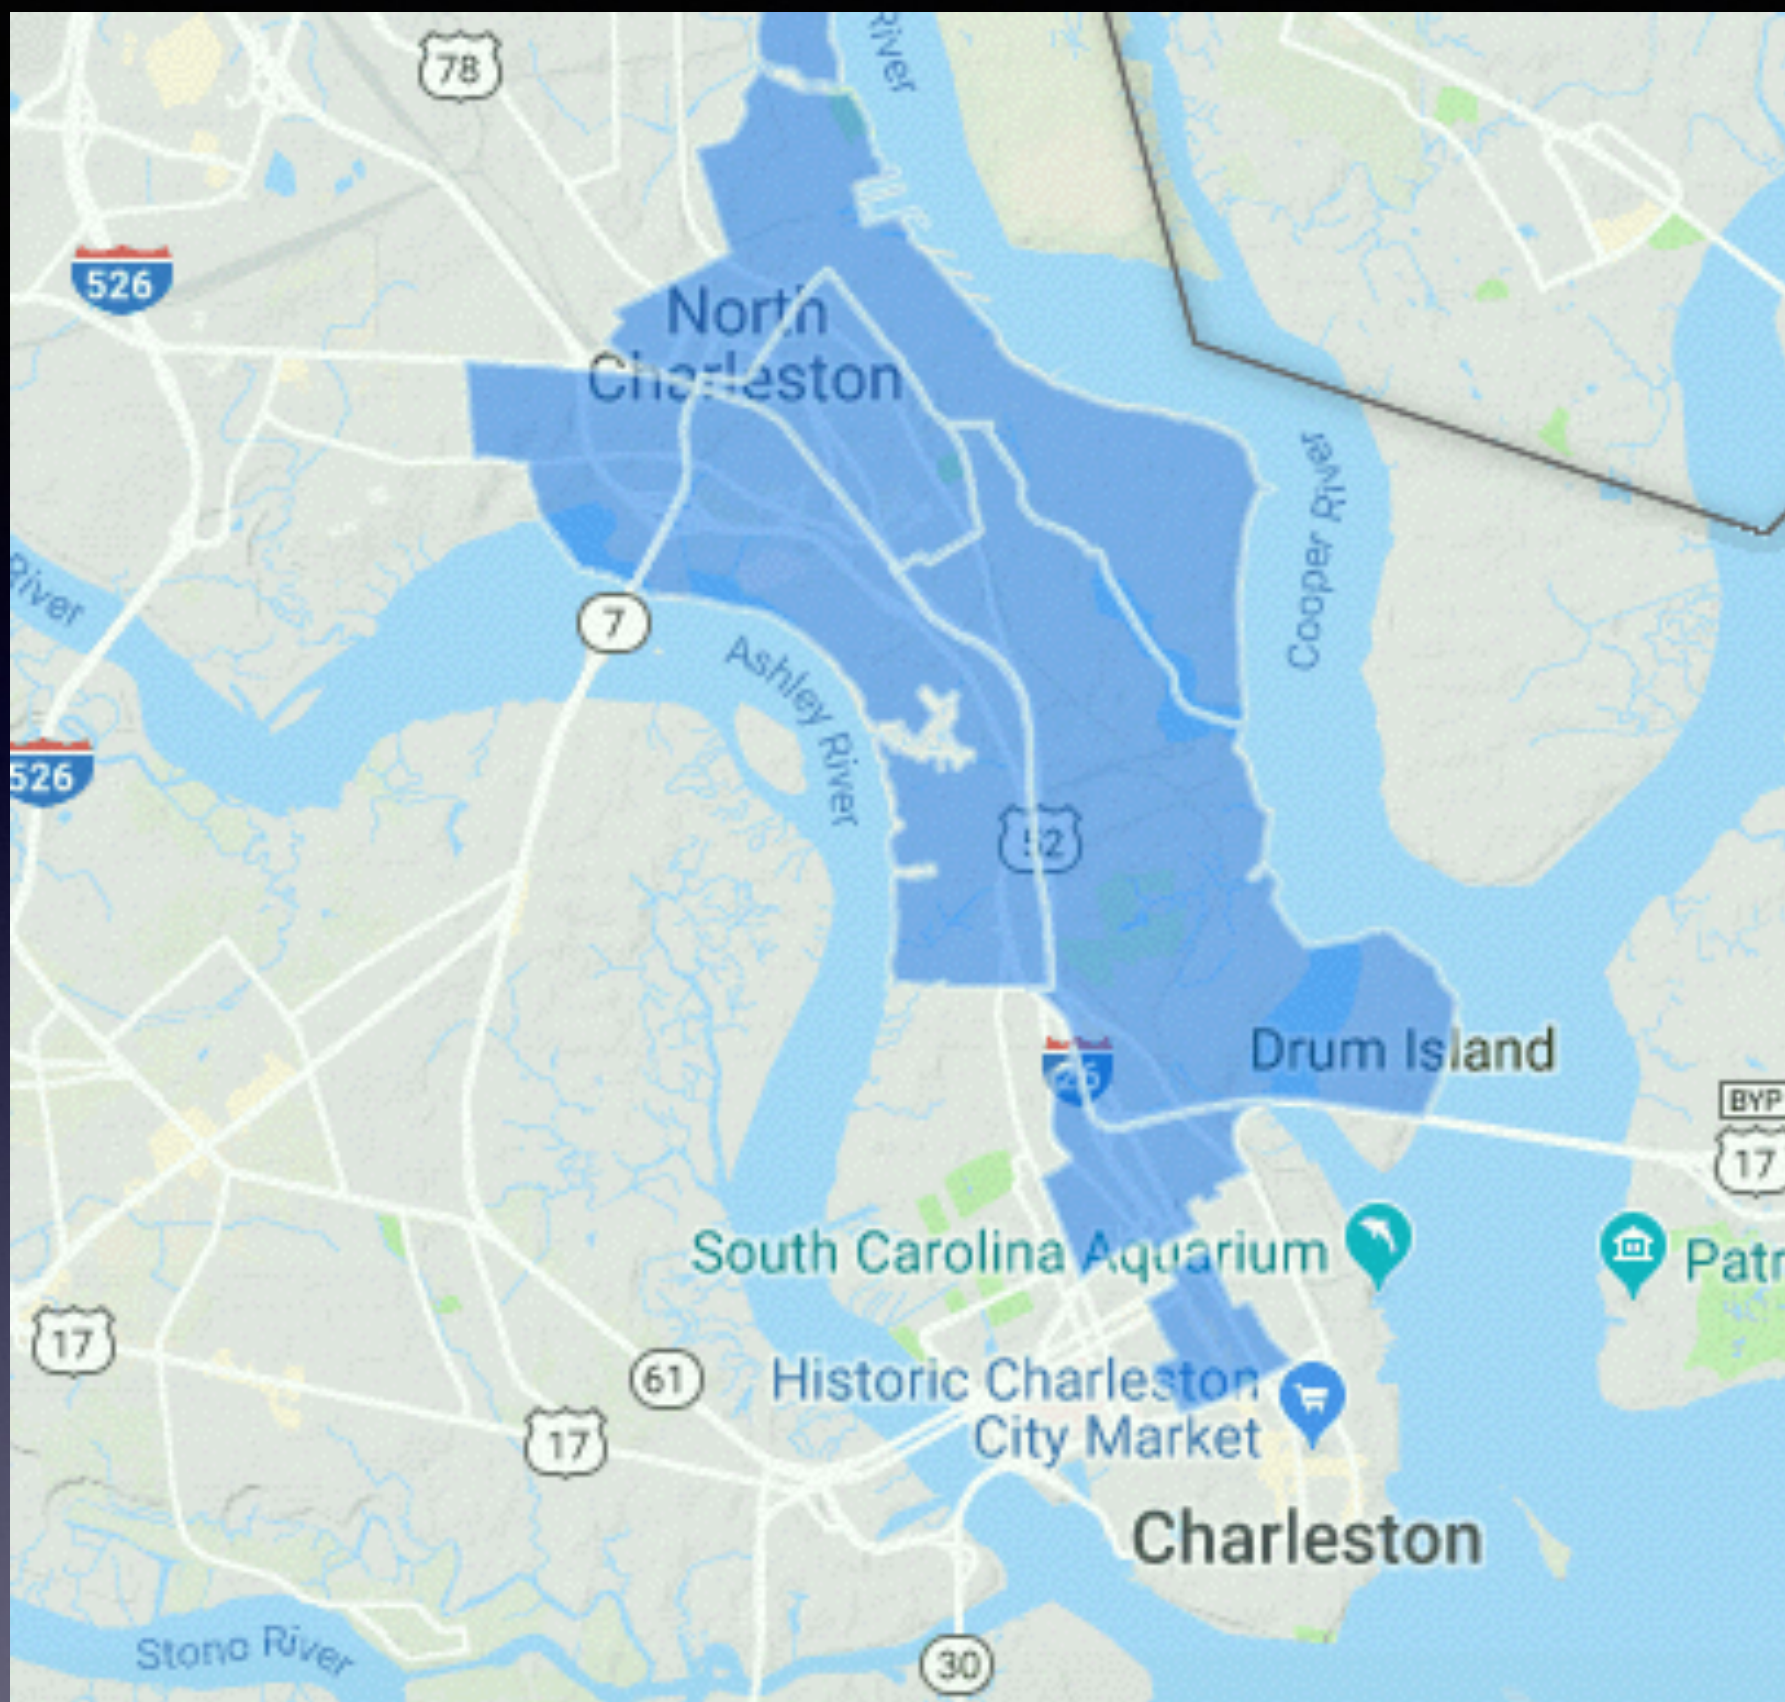 River
78
526
North
Charleston
Cooper River
River
7
Ashley River
526
52
Drum Island
26
BYP
17
South Carolina Aquarium
Patr
17
61
Historic Charleston
City Market
17
Charleston
Stono River
30